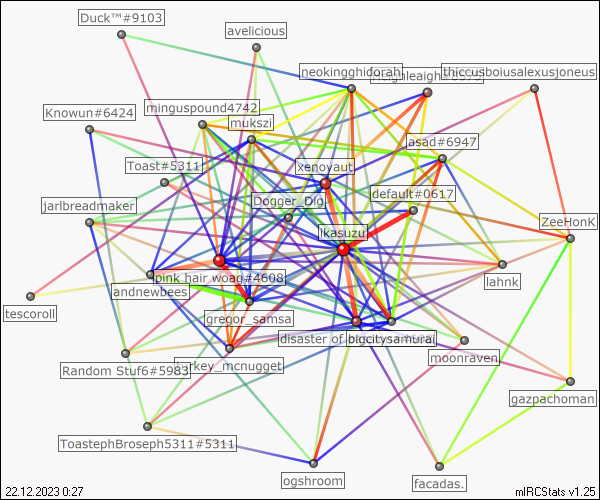 Duck™#9103
avelicious
neokingghidorah
thiccusboiusalexusjoneus
Knowun#6424
minguspound4742
mukszi
asad#6947
Toast#5311
xenoyaut
default#0617
Dogger_Dig
jarlbreadmaker
ZeeHonK
lkasuzu
pink hair woag#4608
lahnk
andnewbees
tescoroll
gregor_samsa
disaster of
bigcitysamurai
moonraven
Random Stuf6#5983
key_mcnugget
gazpachoman
ToastephBroseph5311#5311
ogshroom
facadas.
22.12.2023 0:27
mIRCStats v1.25